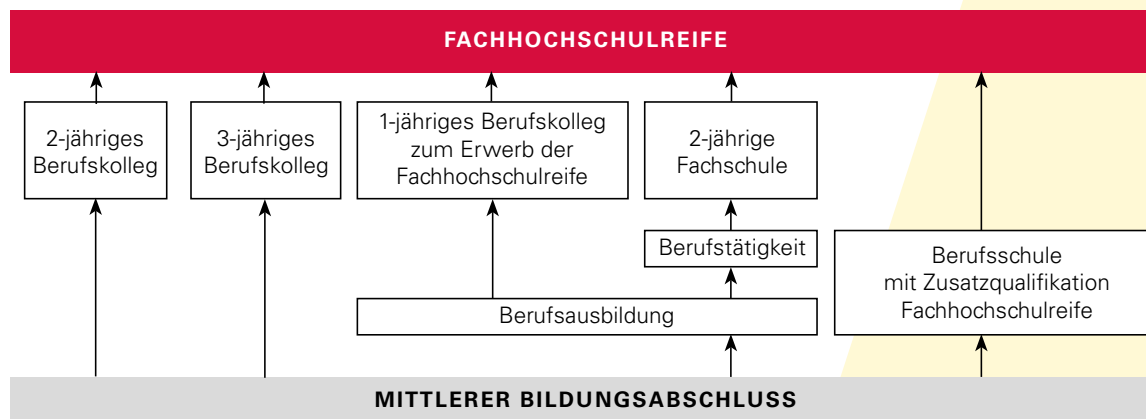 FACHHOCHSCHULREIFE
2-jähriges
Berufskolleg
3-jähriges
Berufskolleg
1-jähriges Berufskolleg
zum Erwerb der
Fachhochschulreife
2-jährige
Fachschule
Berufstätigkeit
Berufsschule
mit Zusatzqualifikation
Fachhochschulreife
Berufsausbildung
MITTLERER BILDUNGSABSCHLUSS